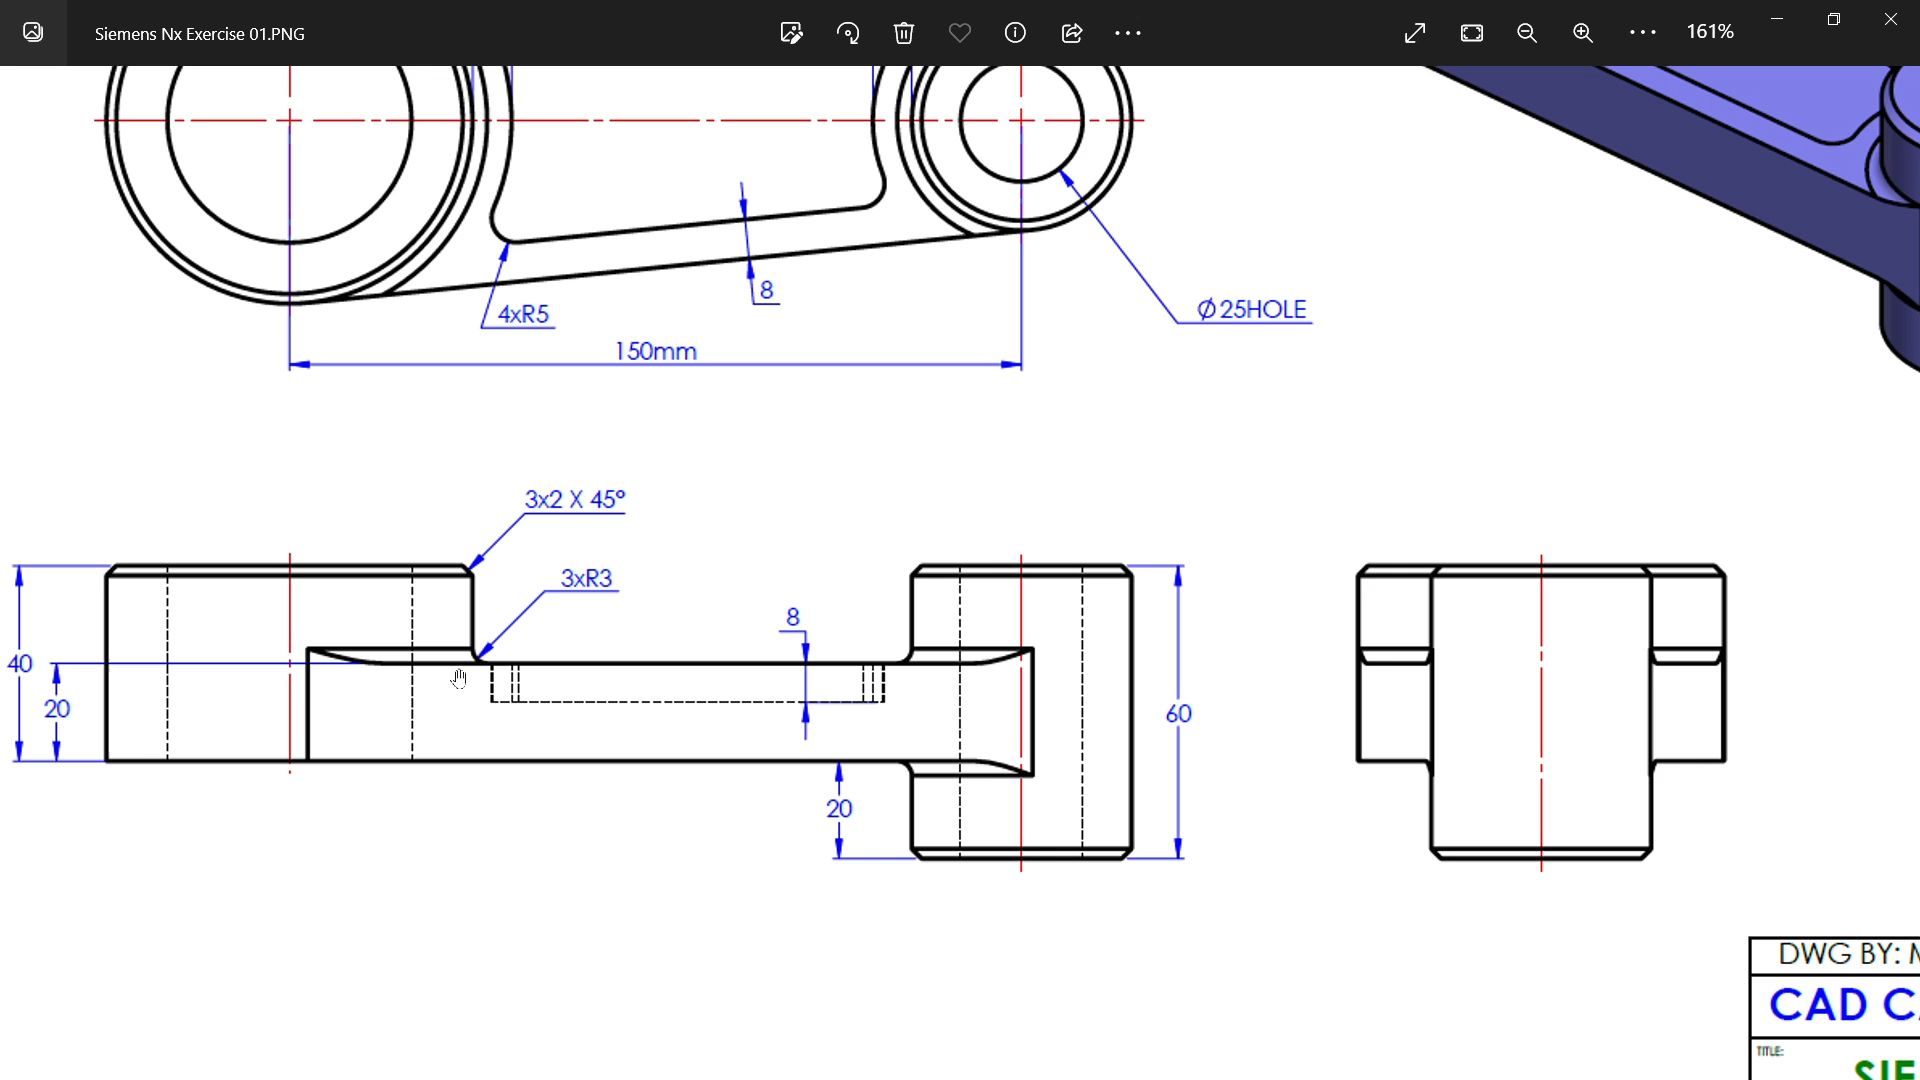 Siemens Nx Exercise 01.PNG
161%
8
4xR5
Ø25HOLE
150mm
3x2 X 45°
3xR3
8
40
20
60
20
DWG BY:
CAD
TITLE: